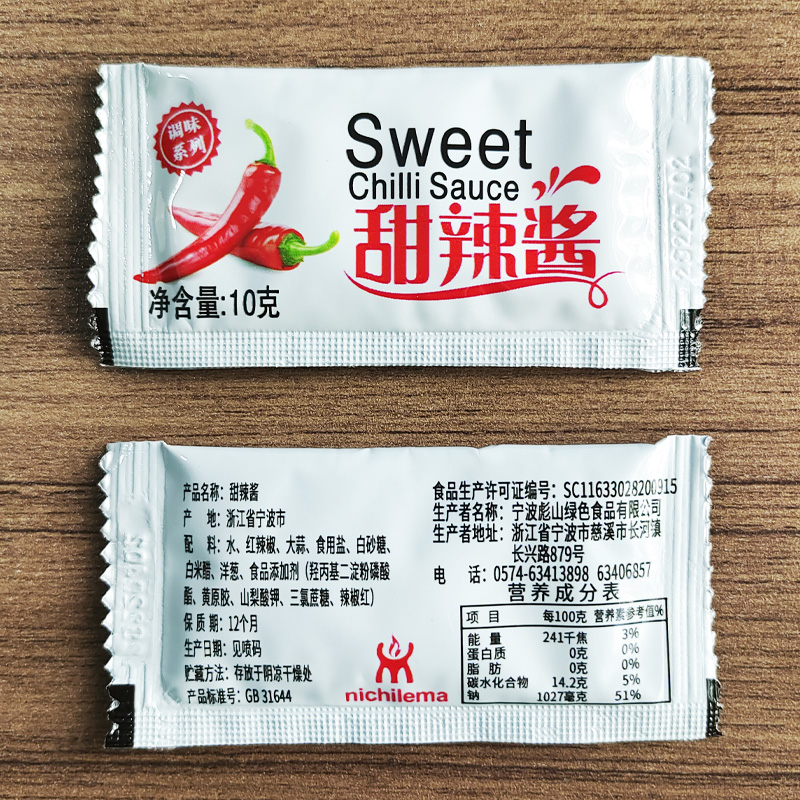 调味
系列
Sweet
Chilli Sauce
甜辣酱
净含量:10克
产品名称: 甜辣酱
产 地: 浙江省宁波市
配 料: 水、红辣椒、大蒜、食用盐、白砂糖、
白米醋、洋葱、食品添加剂（羟丙基二淀粉磷酸
酯、黄原胶、山梨酸钾、三氯蔗糖、辣椒红）
保 质 期: 12个月
生产日期: 见喷码
贮藏方法: 存放于阴凉干燥处
产品标准号: GB 31644
nichilema
食品生产许可证编号: SC11633028200915
生产者名称: 宁波彪山绿色食品有限公司
生产者地址: 浙江省宁波市慈溪市长河镇
长兴路879号
电 话: 0574-63413898 63406857
营养成分表
项 目 每100克 营养素参考值%
能 量 241千焦 3%
蛋白质 0克 0%
脂 肪 0克 0%
碳水化合物 14.2克 5%
钠 1027毫克 51%